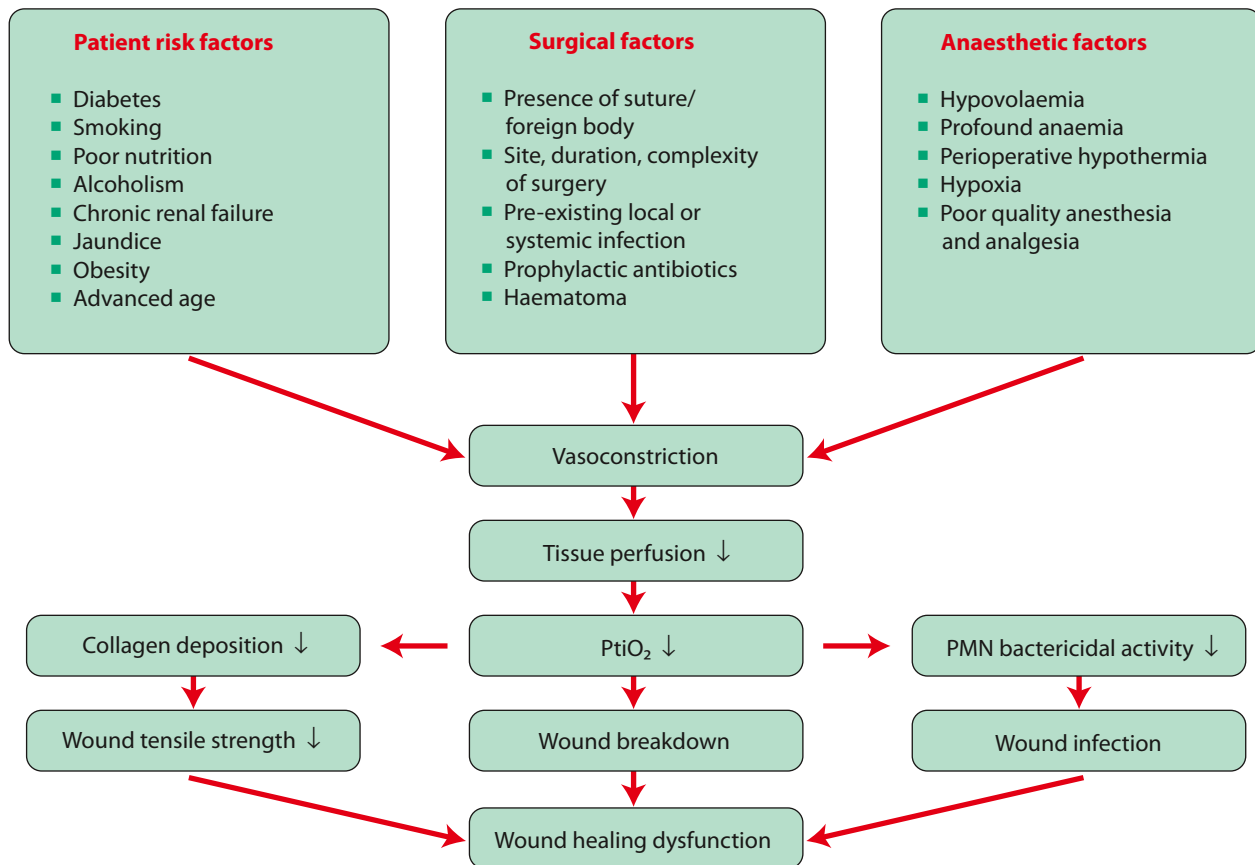 Patient risk factors
■ Diabetes
■ Smoking
■ Poor nutrition
■ Alcoholism
■ Chronic renal failure
■ Jaundice
■ Obesity
■ Advanced age
Surgical factors
■ Presence of suture/
foreign body
■ Site, duration, complexity
of surgery
■ Pre-existing local or
systemic infection
■ Prophylactic antibiotics
■ Haematoma
Anaesthetic factors
■ Hypovolaemia
■ Profound anaemia
■ Perioperative hypothermia
■ Hypoxia
■ Poor quality anesthesia
and analgesia
Vasoconstriction
Tissue perfusion ↓
Collagen deposition ↓
PtiO₂ ↓
PMN bactericidal activity ↓
Wound tensile strength ↓
Wound breakdown
Wound infection
Wound healing dysfunction